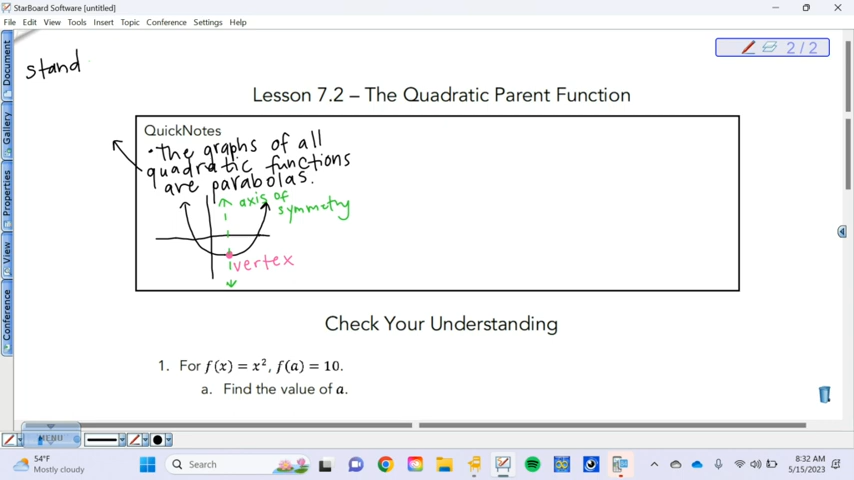 StarBoard Software [untitled]
File Edit View Tools Insert Topic Conference Settings Help
2/2
Document
Gallery
Properties
View
Conference
stand
Lesson 7.2 – The Quadratic Parent Function
QuickNotes
• The graphs of all
quadratic functions
are parabolas.
axis of
symmetry
vertex
Check Your Understanding
1. For f(x) = x², f(a) = 10.
a. Find the value of a.
MENU
54°F
Mostly cloudy
Search
8:32 AM
5/15/2023